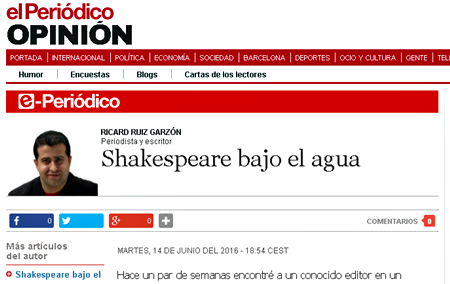 el Periódico
OPINIÓN
PORTADA | INTERNACIONAL | POLÍTICA | ECONOMÍA | SOCIEDAD | BARCELONA | DEPORTES | OCIO Y CULTURA | GENTE | TELE
Humor Encuestas Blogs Cartas de los lectores
e-Periódico
RICARD RUIZ GARZÓN
Periodista y escritor
Shakespeare bajo el agua
f 0 0 g+ 0 + COMENTARIOS 0
Más artículos
del autor
MARTES, 14 DE JUNIO DEL 2016 - 18:54 CEST
Shakespeare bajo el
Hace un par de semanas encontré a un conocido editor en un